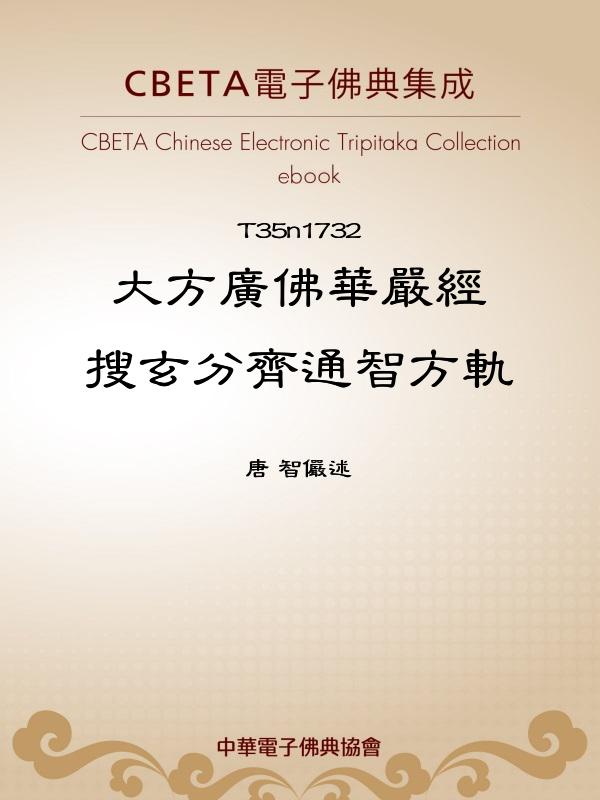 CBETA電子佛典集成
CBETA Chinese Electronic Tripitaka Collection
ebook
T35n1732
大方廣佛華嚴經
搜玄分齊通智方軌
唐 智儼述
中華電子佛典協會